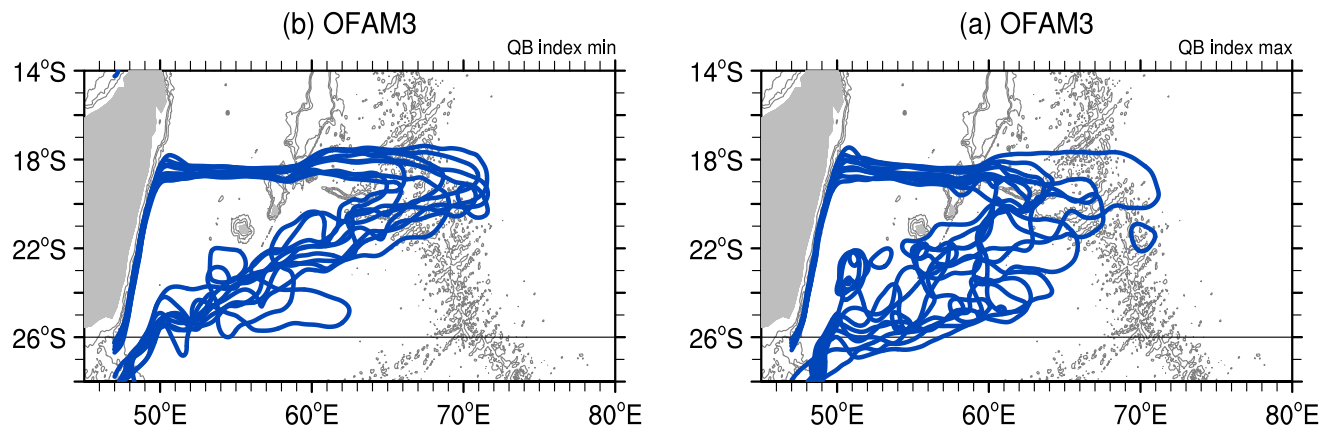 (b) OFAM3
QB index min
14°S
18°S
22°S
26°S
50°E 60°E 70°E 80°E
(a) OFAM3
QB index max
14°S
18°S
22°S
26°S
50°E 60°E 70°E 80°E